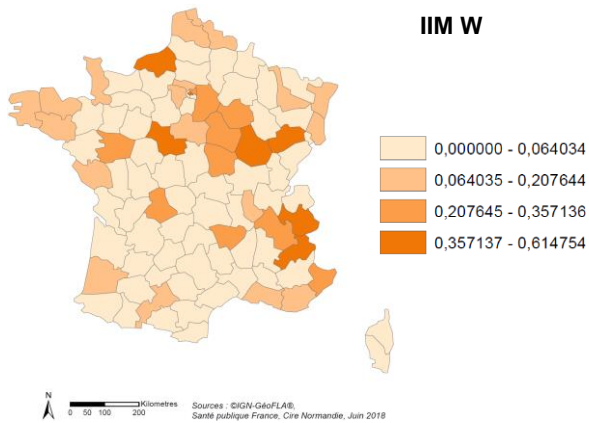 IIM W
0,000000 - 0,064034
0,064035 - 0,207644
0,207645 - 0,357136
0,357137 - 0,614754
N
Kilometres
0 50 100 200
Sources : ©IGN-GéoFLA®,
Santé publique France, Cire Normandie, Juin 2018